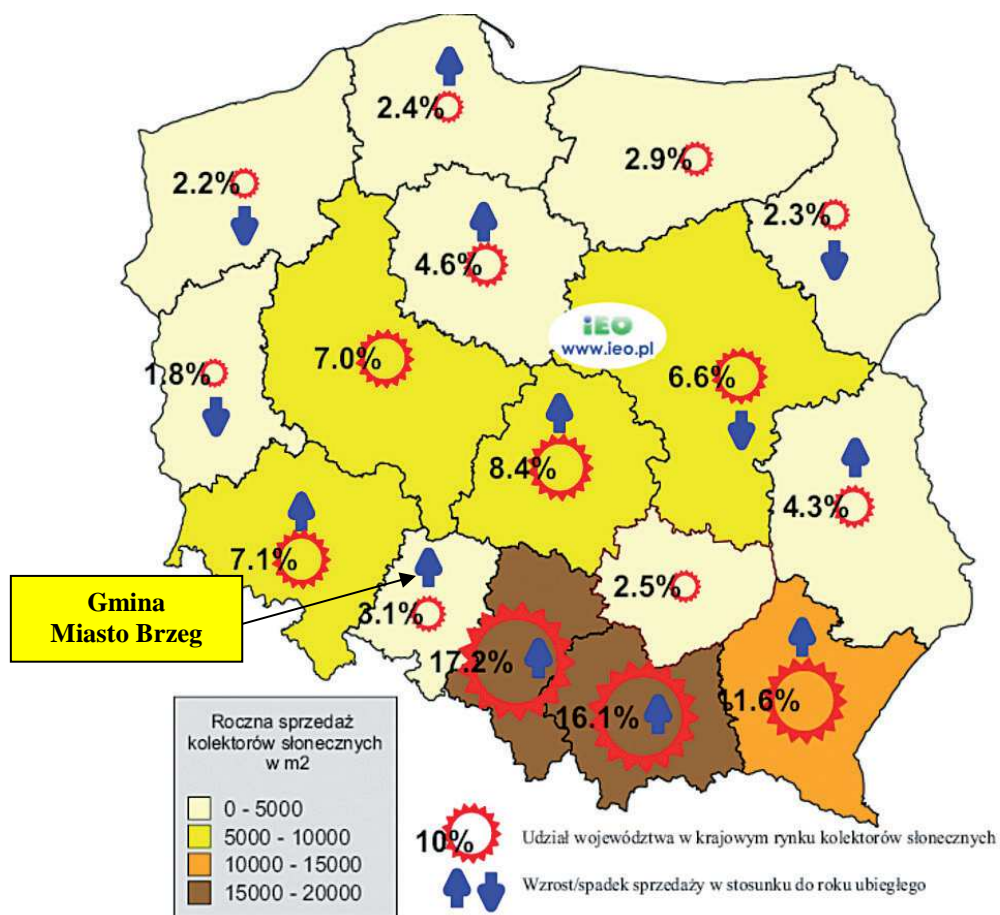 2.4%
2.9%
2.2%
2.3%
4.6%
iEO
www.ieo.pl
7.0%
1.8%
6.6%
8.4%
4.3%
7.1%
Gmina
Miasto Brzeg
3.1%
2.5%
17.2%
16.1%
11.6%
Roczna sprzedaż
kolektorów słonecznych
w m2
0 - 5000
5000 - 10000
10000 - 15000
15000 - 20000
10%
Udział województwa w krajowym rynku kolektorów słonecznych
Wzrost/spadek sprzedaży w stosunku do roku ubiegłego